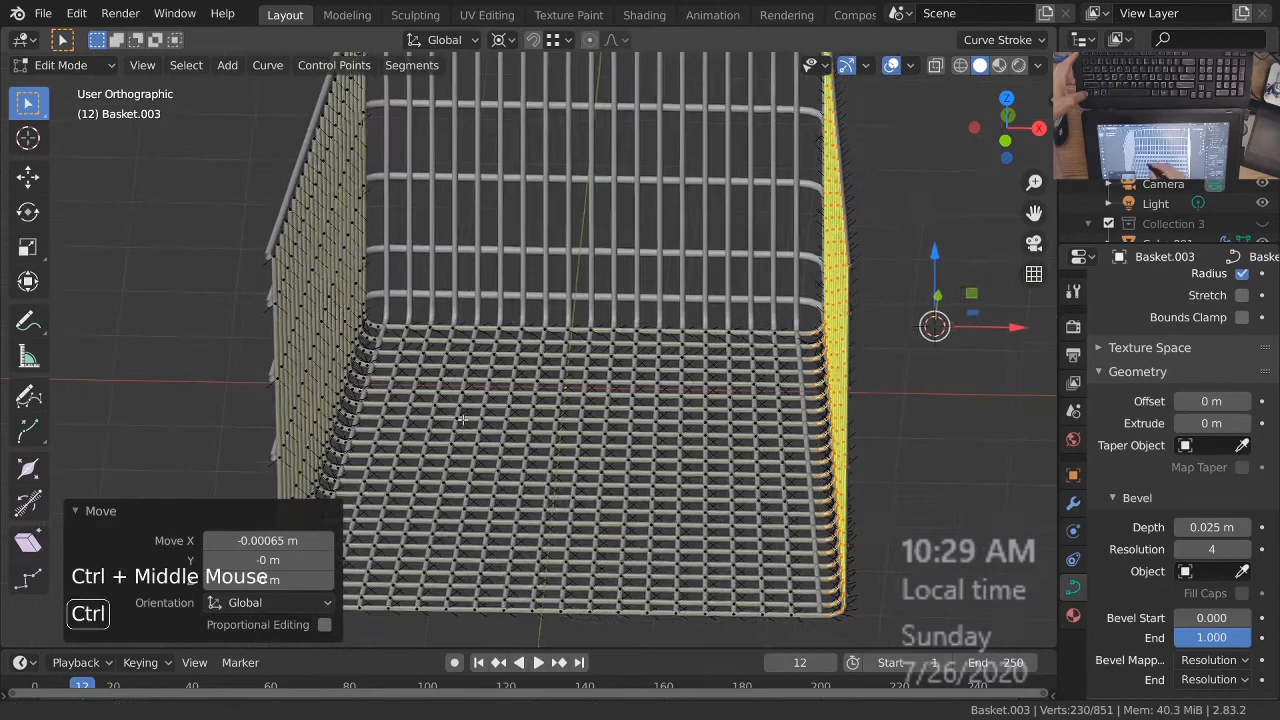 File Edit Render Window Help Layout Modeling Sculpting UV Editing Texture Paint Shading Animation Rendering Compos Scene View Layer
Global Curve Stroke
Edit Mode View Select Add Curve Control Points Segments
User Orthographic
(12) Basket.003
Z
X
Camera
Light
Collection 3
Basket.003 Baske
Radius
Stretch
Bounds Clamp
Texture Space
Geometry
Offset 0 m
Extrude 0 m
Taper Object
Map Taper
Bevel
Depth 0.025 m
Resolution 4
Object
Fill Caps
Bevel Start 0.000
End 1.000
Bevel Mapp... Resolution
End Resolution
Move
Move X -0.00065 m
Y -0 m
Ctrl + Middle Mouse m
Ctrl
Orientation Global
Proportional Editing
10:29 AM
Local time
Sunday
7/26/2020
Playback Keying View Marker 12 Start 1 End 250
0 12 20 60 80 100 120 140 160 180 200 220 240
Basket.003 | Verts:230/851 | Mem: 40.3 MiB | 2.83.2